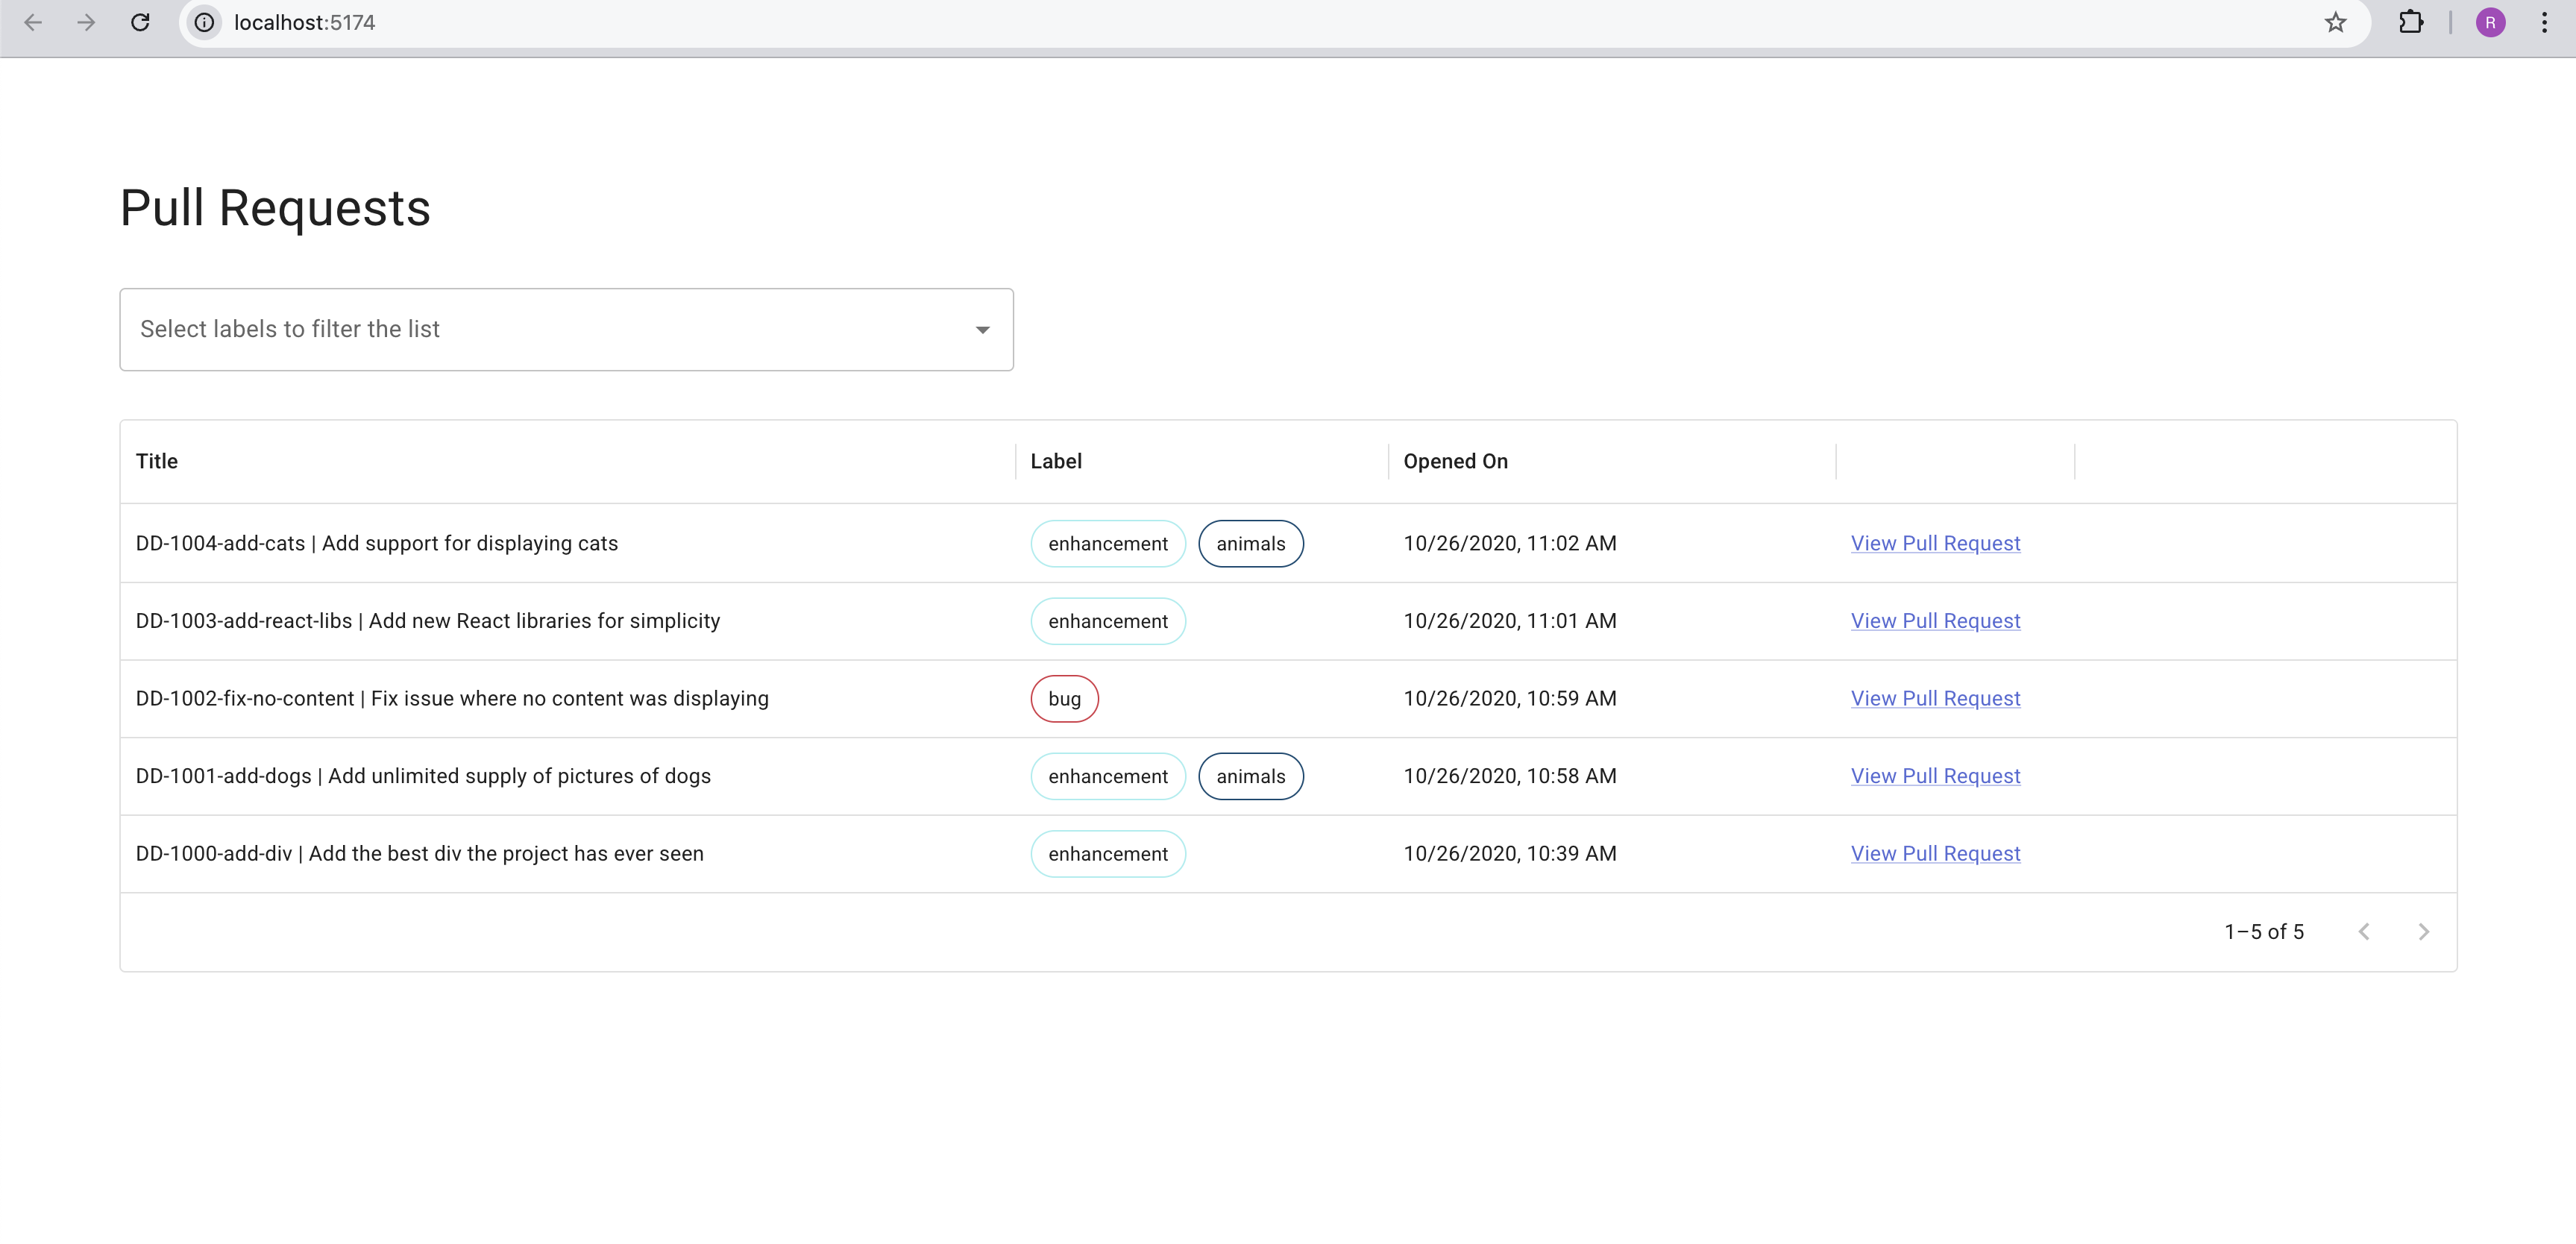 localhost:5174
R
Pull Requests
Select labels to filter the list
Title Label Opened On
DD-1004-add-cats | Add support for displaying cats enhancement animals 10/26/2020, 11:02 AM View Pull Request
DD-1003-add-react-libs | Add new React libraries for simplicity enhancement 10/26/2020, 11:01 AM View Pull Request
DD-1002-fix-no-content | Fix issue where no content was displaying bug 10/26/2020, 10:59 AM View Pull Request
DD-1001-add-dogs | Add unlimited supply of pictures of dogs enhancement animals 10/26/2020, 10:58 AM View Pull Request
DD-1000-add-div | Add the best div the project has ever seen enhancement 10/26/2020, 10:39 AM View Pull Request
1–5 of 5